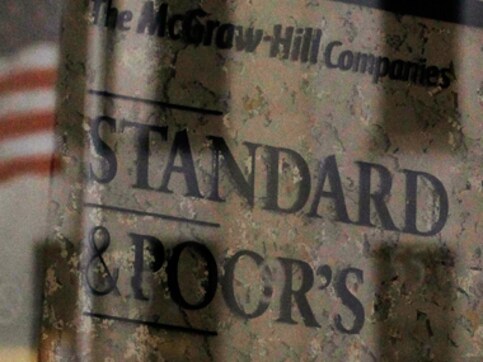 The McGraw-Hill Companies
STANDARD
& POOR'S